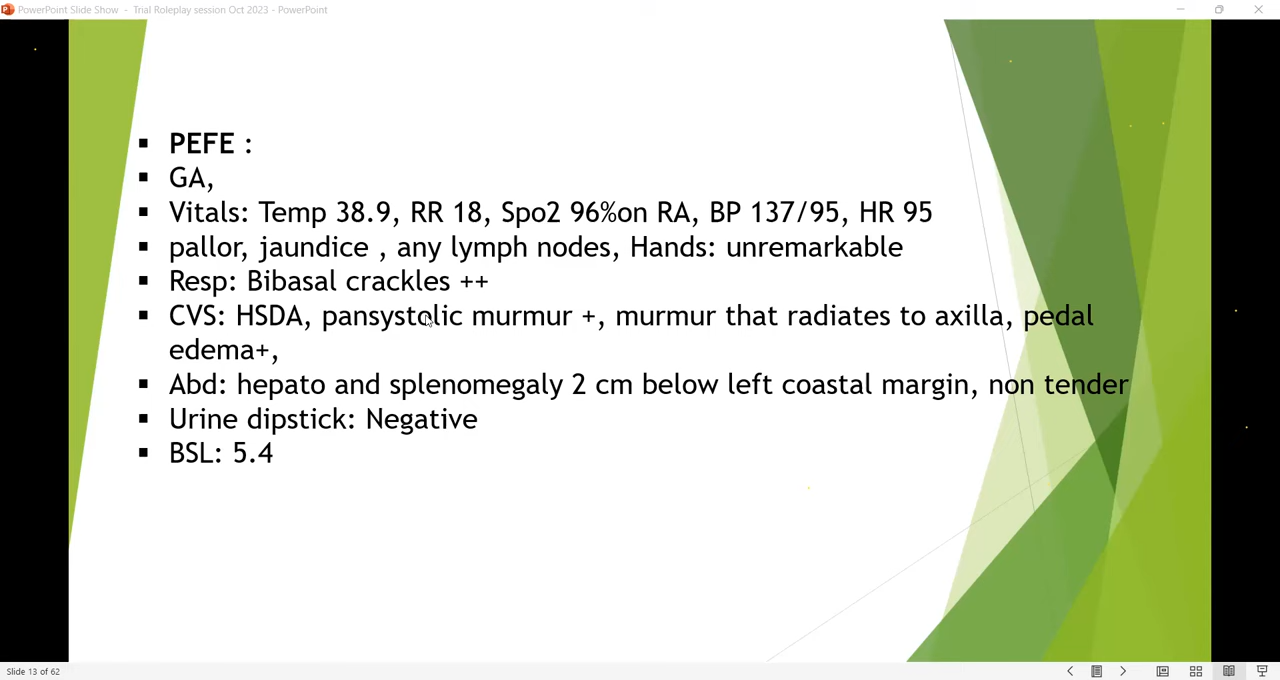 PowerPoint Slide Show - Trial Roleplay session Oct 2023 - PowerPoint
PEFE :
GA,
Vitals: Temp 38.9, RR 18, Spo2 96%on RA, BP 137/95, HR 95
pallor, jaundice , any lymph nodes, Hands: unremarkable
Resp: Bibasal crackles ++
CVS: HSDA, pansystolic murmur +, murmur that radiates to axilla, pedal
edema+,
Abd: hepato and splenomegaly 2 cm below left coastal margin, non tender
Urine dipstick: Negative
BSL: 5.4
Slide 13 of 62